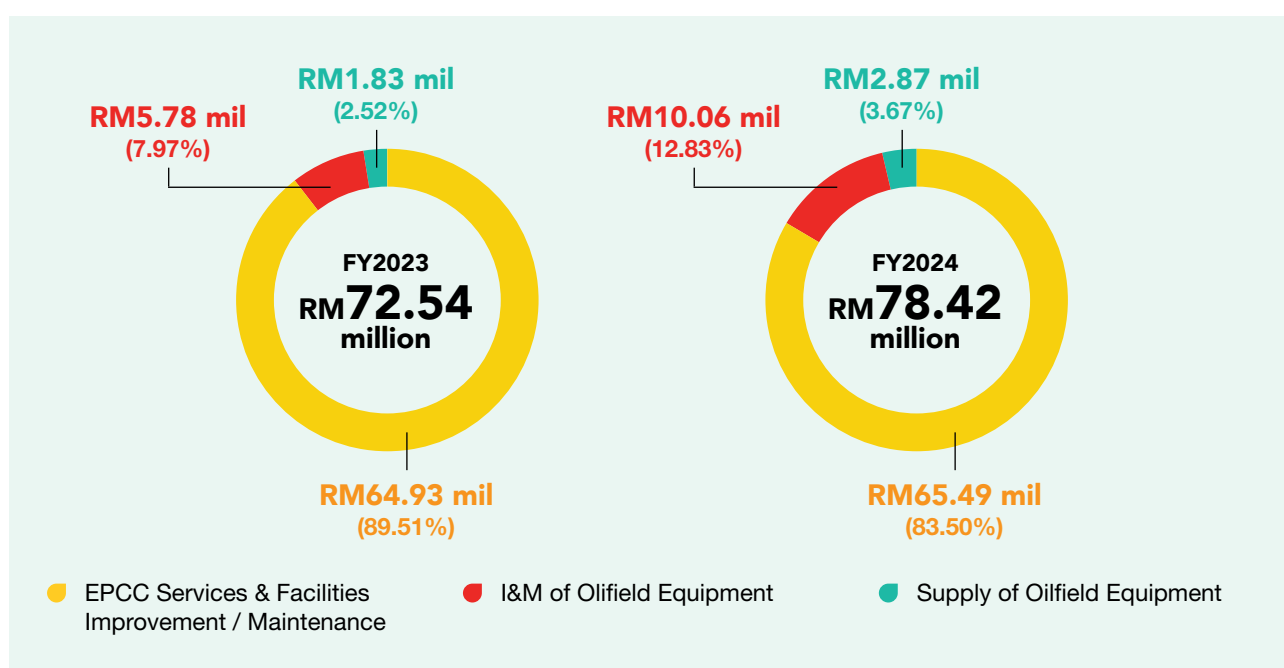 RM1.83 mil
(2.52%)
RM5.78 mil
(7.97%)
FY2023
RM72.54
million
RM64.93 mil
(89.51%)
RM2.87 mil
(3.67%)
RM10.06 mil
(12.83%)
FY2024
RM78.42
million
RM65.49 mil
(83.50%)
EPCC Services & Facilities
Improvement / Maintenance
I&M of Olifield Equipment
Supply of Oilfield Equipment